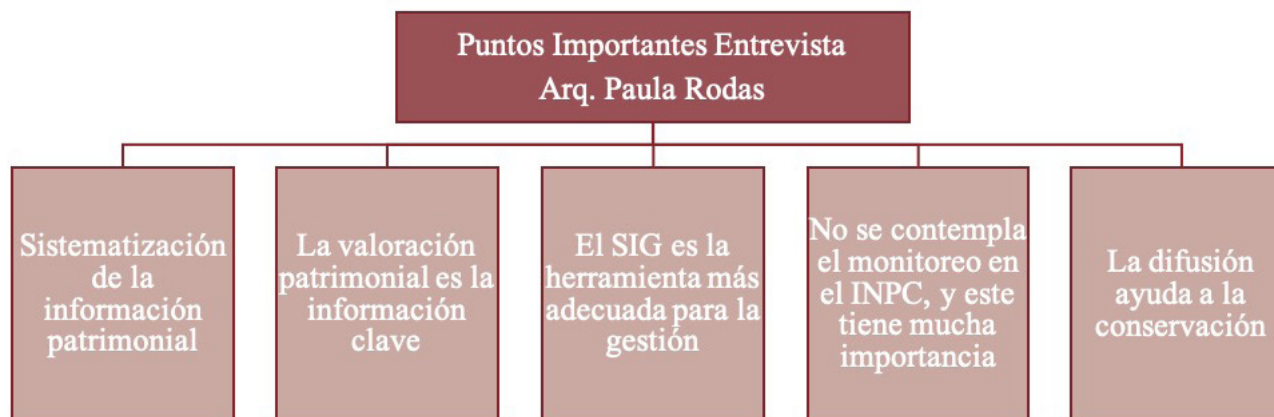 Puntos Importantes Entrevista
Arq. Paula Rodas
Sistematización
de la
información
patrimonial
La valoración
patrimonial es la
información
clave
El SIG es la
herramienta más
adecuada para la
gestión
No se contempla
el monitoreo en
el INPC, y este
tiene mucha
importancia
La difusión
ayuda a la
conservación